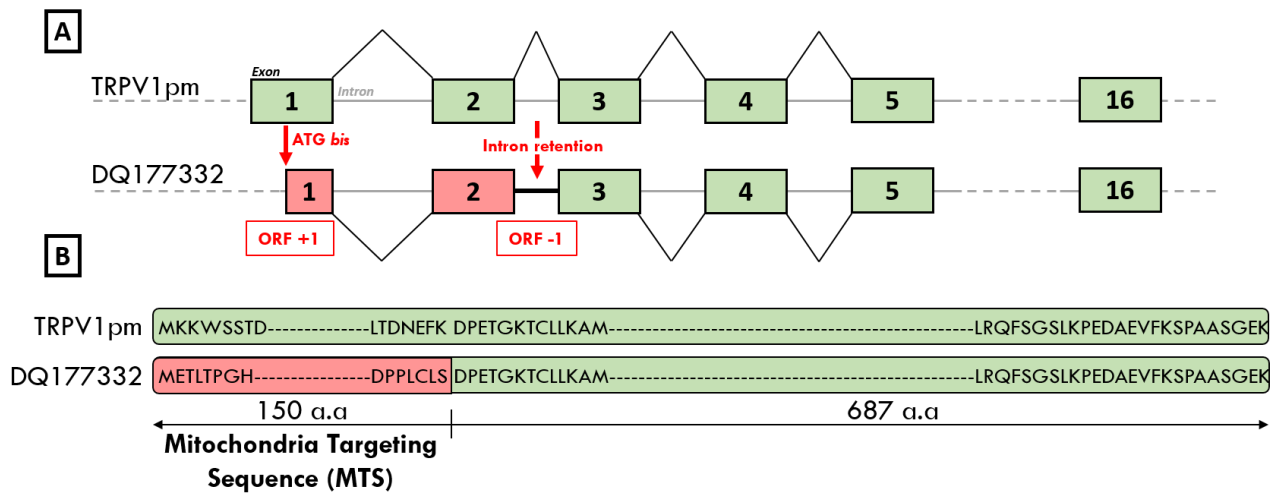 A
Exon
TRPV1pm 1 Intron 2 3 4 5 16
ATG bis
Intron retention
DQ177332 1 2 3 4 5 16
ORF +1 ORF -1
B
TRPV1pm MKKWSSTD--------------LTDNEFK DPETGKTCLLKAM-------------------------------------------LRQFSGSLKPEDAEVFKSPAASGEK
DQ177332 METLTPGH----------------DPPLCLS DPETGKTCLLKAM-------------------------------------------LRQFSGSLKPEDAEVFKSPAASGEK
150 a.a 687 a.a
Mitochondria Targeting
Sequence (MTS)